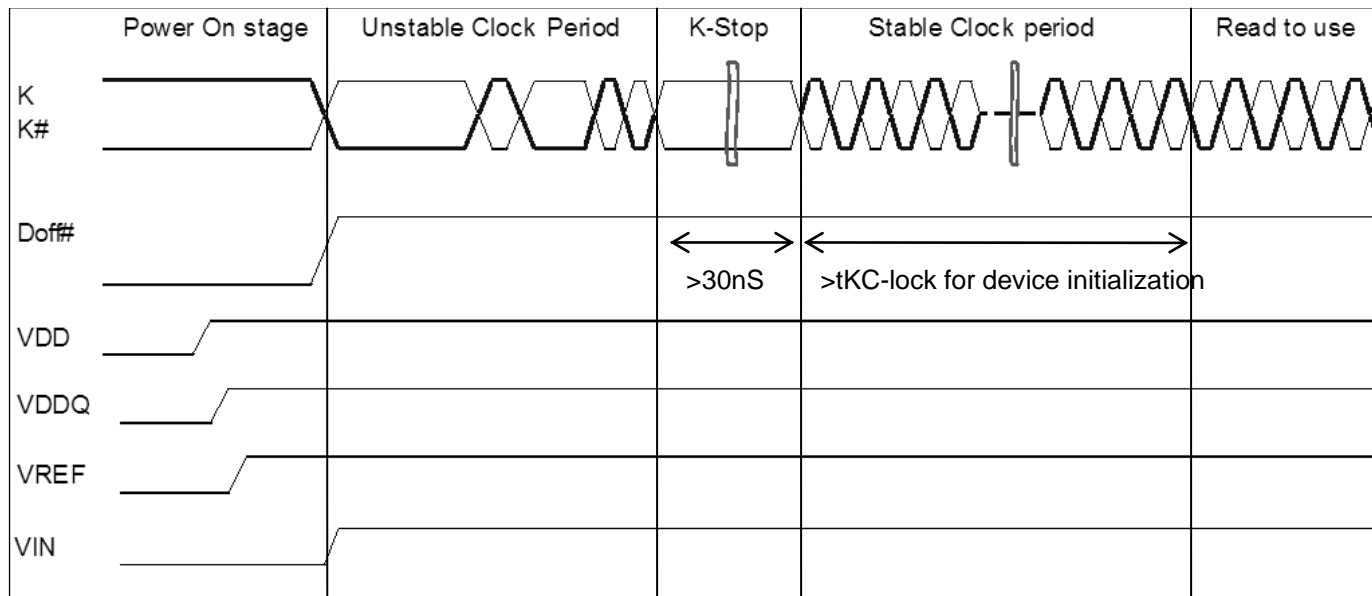 Power On stage
Unstable Clock Period
K-Stop
Stable Clock period
Read to use
K
K#
Doff#
>30nS
>tKC-lock for device initialization
VDD
VDDQ
VREF
VIN